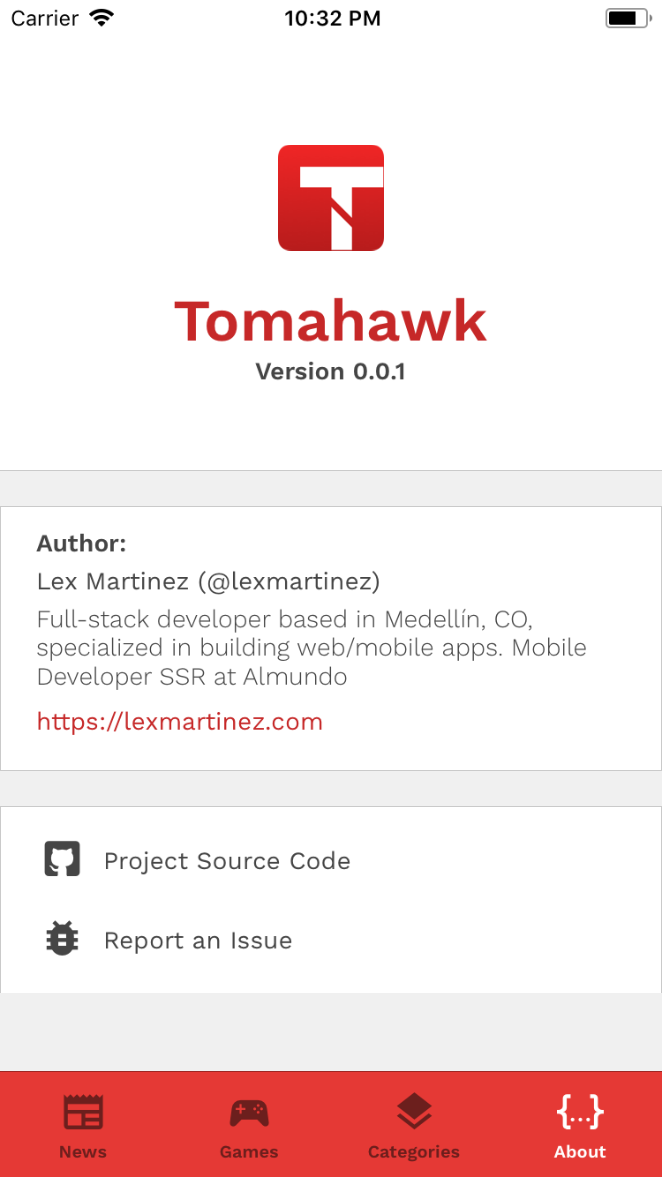 Carrier 10:32 PM
Tomahawk
Version 0.0.1
Author:
Lex Martinez (@lexmartinez)
Full-stack developer based in Medellín, CO,
specialized in building web/mobile apps. Mobile
Developer SSR at Almundo
https://lexmartinez.com
Project Source Code
Report an Issue
{...}
News Games Categories About